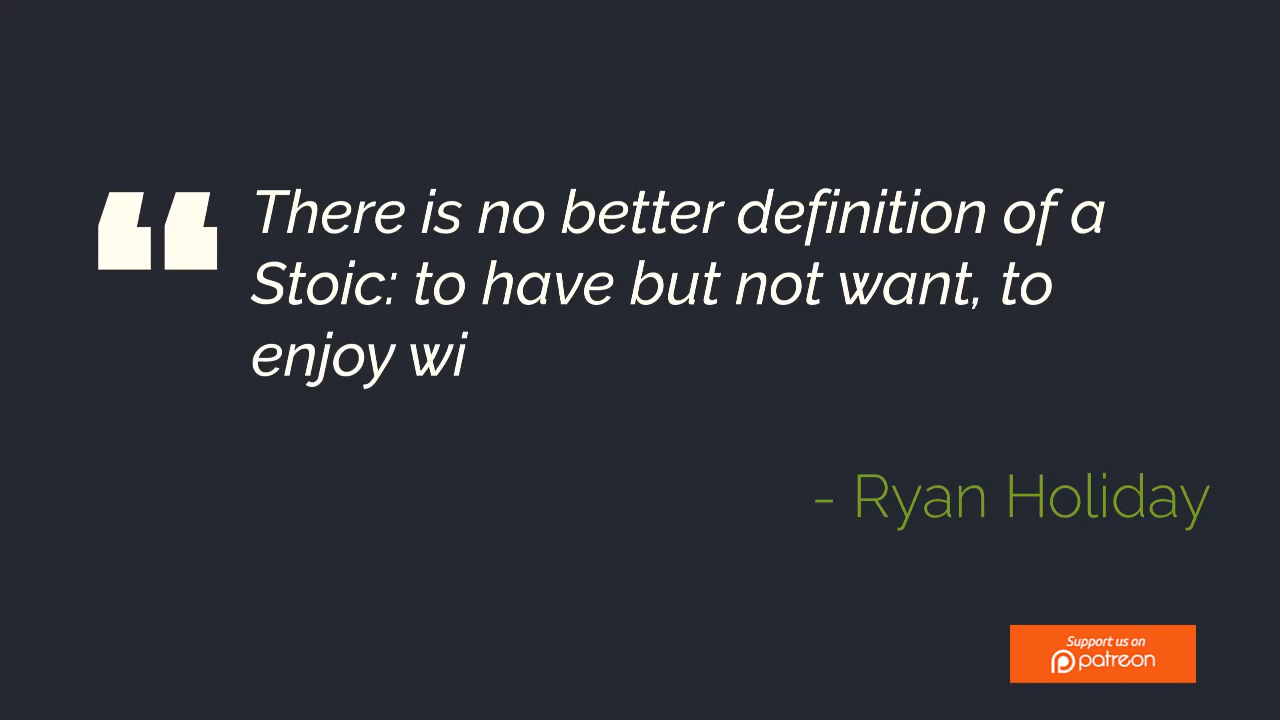 “There is no better definition of a
Stoic: to have but not want, to
enjoy wi
- Ryan Holiday
Support us on
patreon